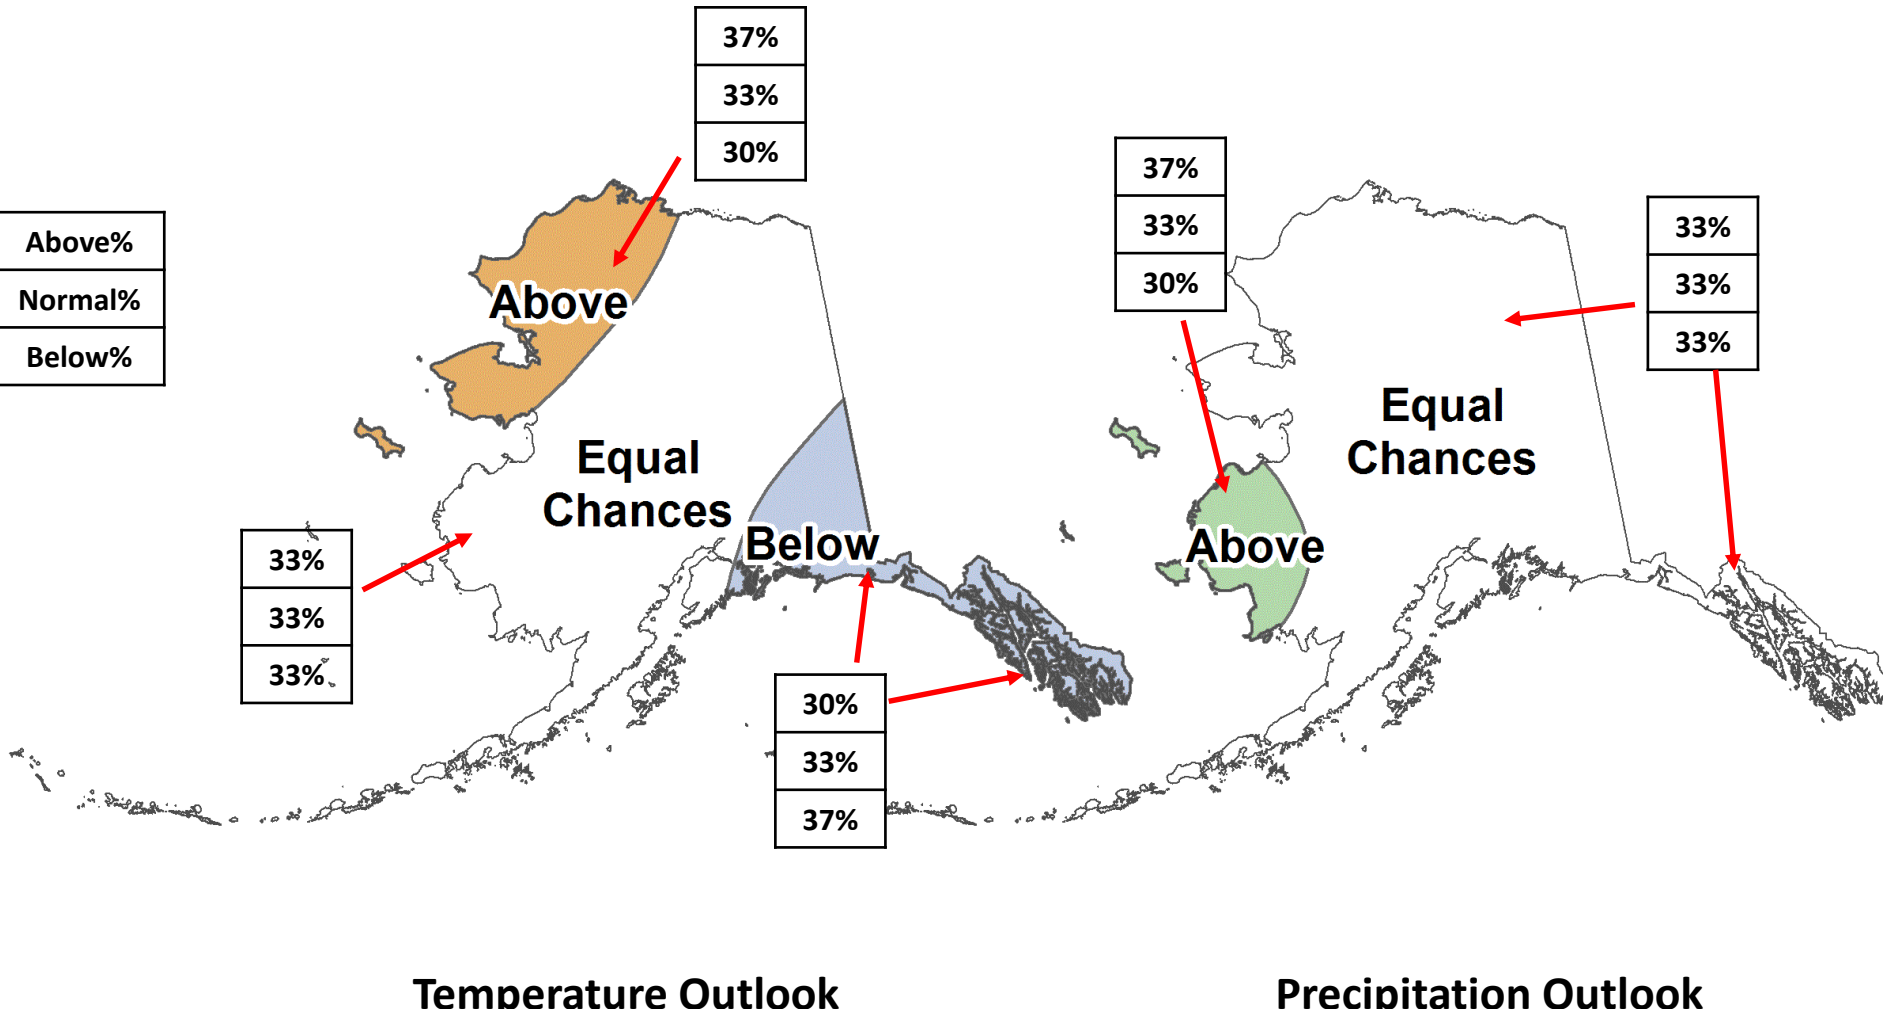 37%
33%
30%
Above%
Normal%
Below%
Above
Equal
Chances
Below
33%
33%
33%
30%
33%
37%
37%
33%
30%
33%
33%
33%
Equal
Chances
Above
Temperature Outlook
Precipitation Outlook